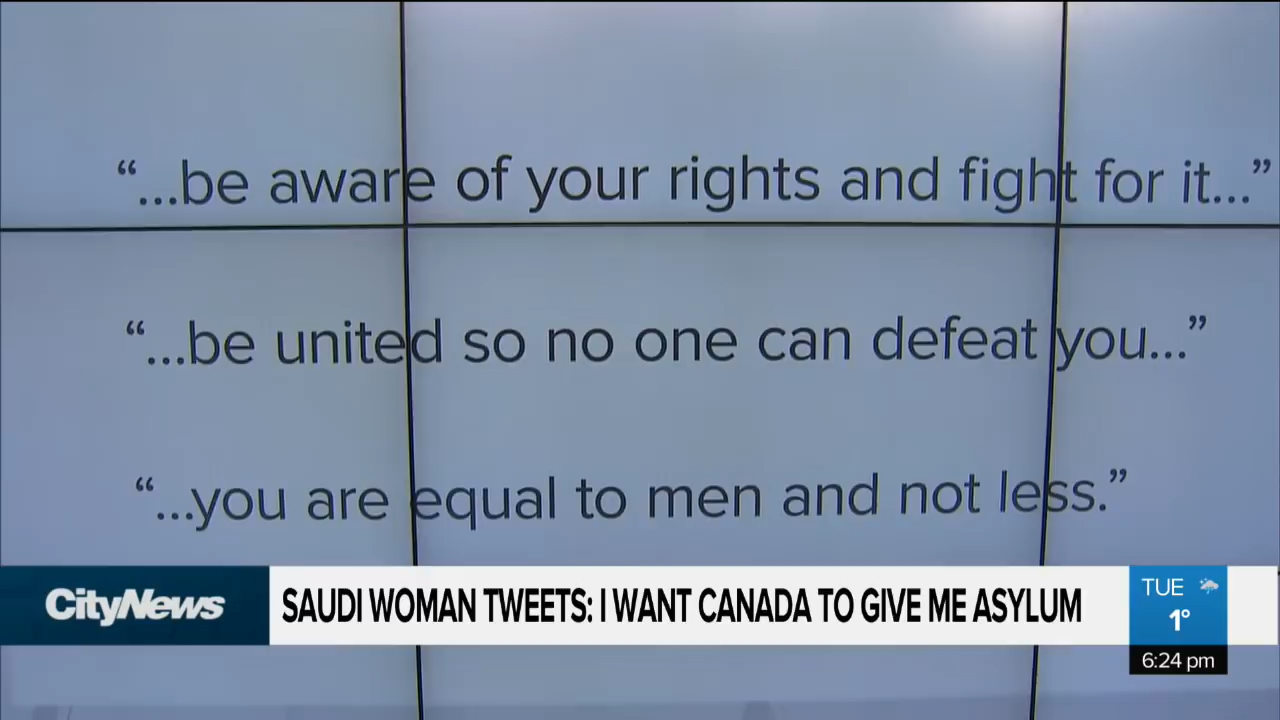 “...be aware of your rights and fight for it...”
“...be united so no one can defeat you...”
“...you are equal to men and not less.”
CityNews
SAUDI WOMAN TWEETS: I WANT CANADA TO GIVE ME ASYLUM
TUE
1°
6:24 pm